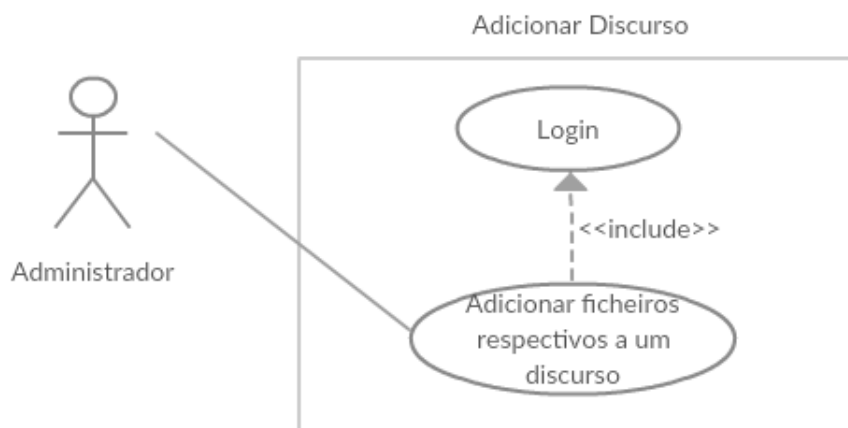 Adicionar Discurso
Login
<<include>>
Administrador
Adicionar ficheiros
respectivos a um
discurso